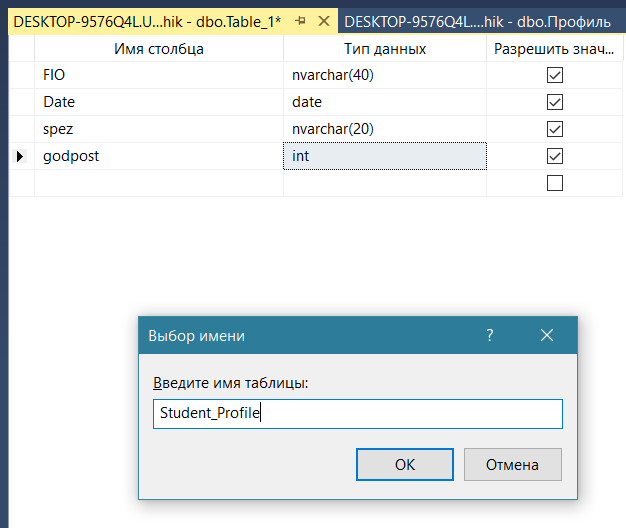 DESKTOP-9576Q4L.U...hik - dbo.Table_1* DESKTOP-9576Q4L....hik - dbo.Профиль
Имя столбца Тип данных Разрешить знач...
FIO nvarchar(40)
Date date
spez nvarchar(20)
godpost int
Выбор имени ?
Введите имя таблицы:
Student_Profile
OK Отмена